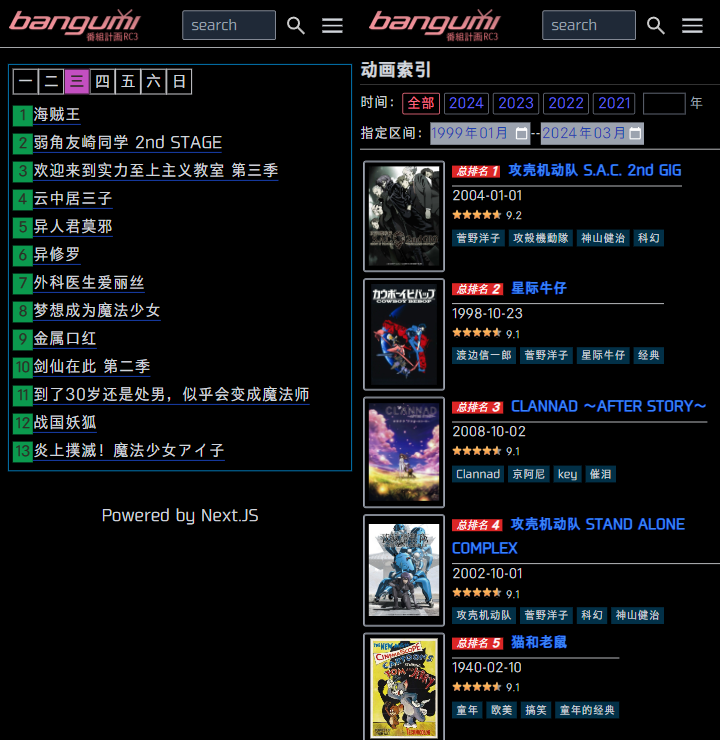 bangumi
番組計画RC3
search
一 二 三 四 五 六 日
1 海贼王
2 弱角友崎同学 2nd STAGE
3 欢迎来到实力至上主义教室 第三季
4 云中居三子
5 异人君莫邪
6 异修罗
7 外科医生爱丽丝
8 梦想成为魔法少女
9 金属口红
10 剑仙在此 第二季
11 到了30岁还是处男，似乎会变成魔法师
12 战国妖狐
13 炎上撲滅！魔法少女アイ子
Powered by Next.JS
bangumi
番組計画RC3
search
动画索引
时间： 全部 2024 2023 2022 2021 年
指定区间： 1999年01月 -- 2024年03月
总排名 1 攻壳机动队 S.A.C. 2nd GIG
2004-01-01
9.2
菅野洋子 攻殻機動隊 神山健治 科幻
カウボーイビバップ
COWBOY BEBOP
总排名 2 星际牛仔
1998-10-23
9.1
渡边信一郎 菅野洋子 星际牛仔 经典
CLANNAD
总排名 3 CLANNAD ～AFTER STORY～
2008-10-02
9.1
Clannad 京阿尼 key 催泪
总排名 4 攻壳机动队 STAND ALONE
COMPLEX
2002-10-01
9.1
攻壳机动队 菅野洋子 科幻 神山健治
总排名 5 猫和老鼠
1940-02-10
9.1
童年 欧美 搞笑 童年的经典